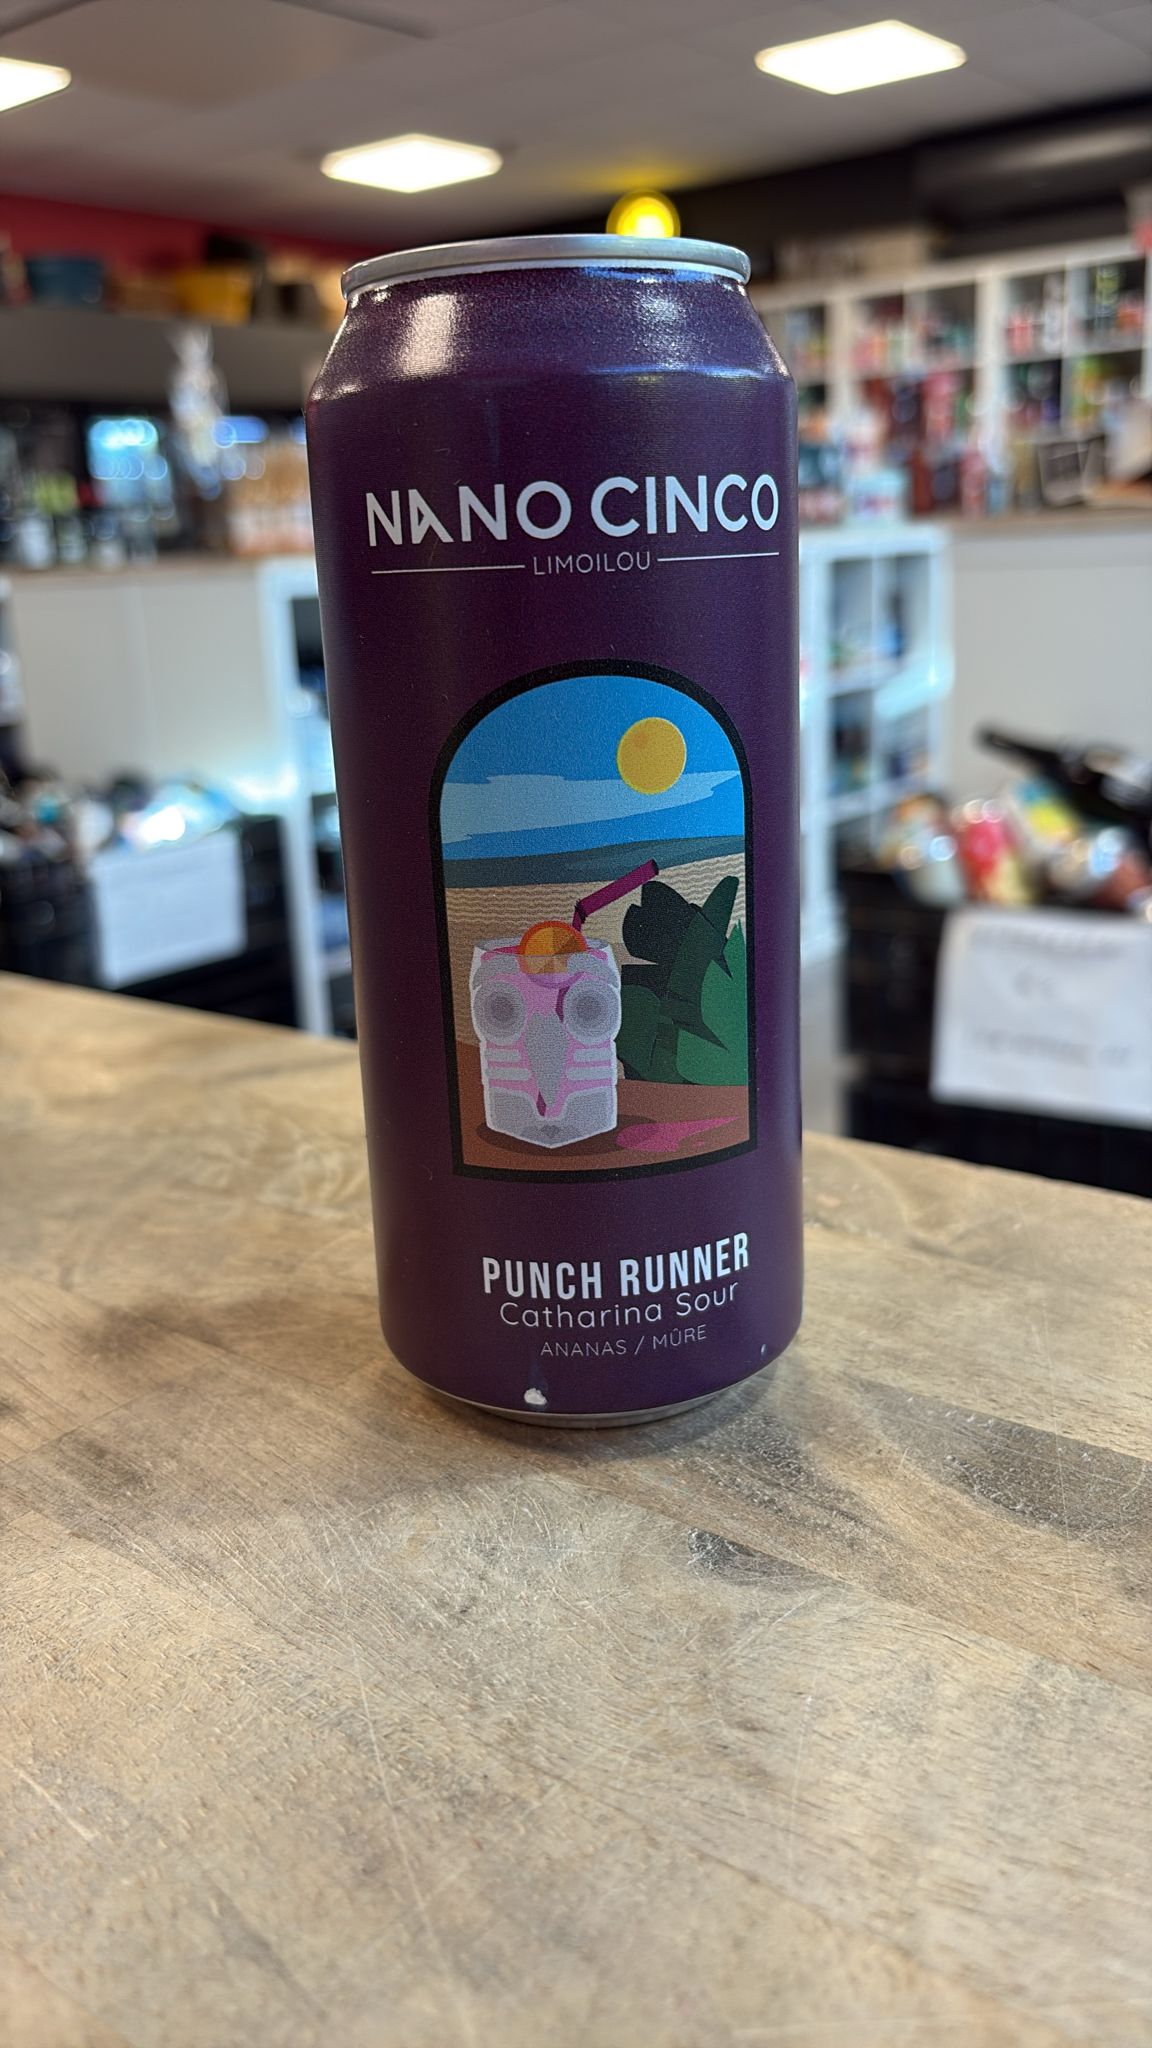 NANO CINCO
LIMOILOU
PUNCH RUNNER
Catharina Sour
ANANAS / MÛRE